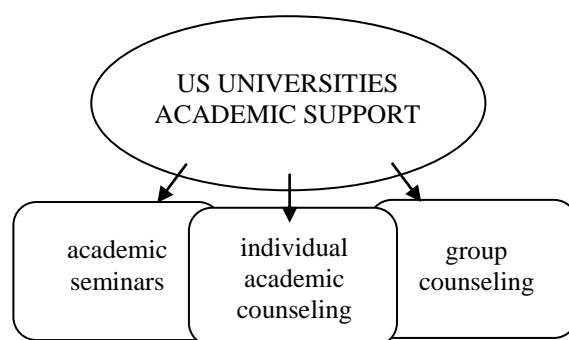 US UNIVERSITIES
ACADEMIC SUPPORT
academic
seminars
individual
academic
counseling
group
counseling